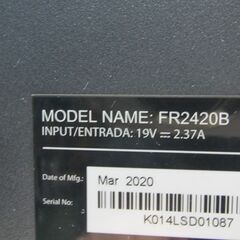 MODEL NAME: FR2420B
INPUT/ENTRADA: 19V ⎓ 2.37A
Date of Mfg.: Mar 2020
Serial No.:
K014LSD01087